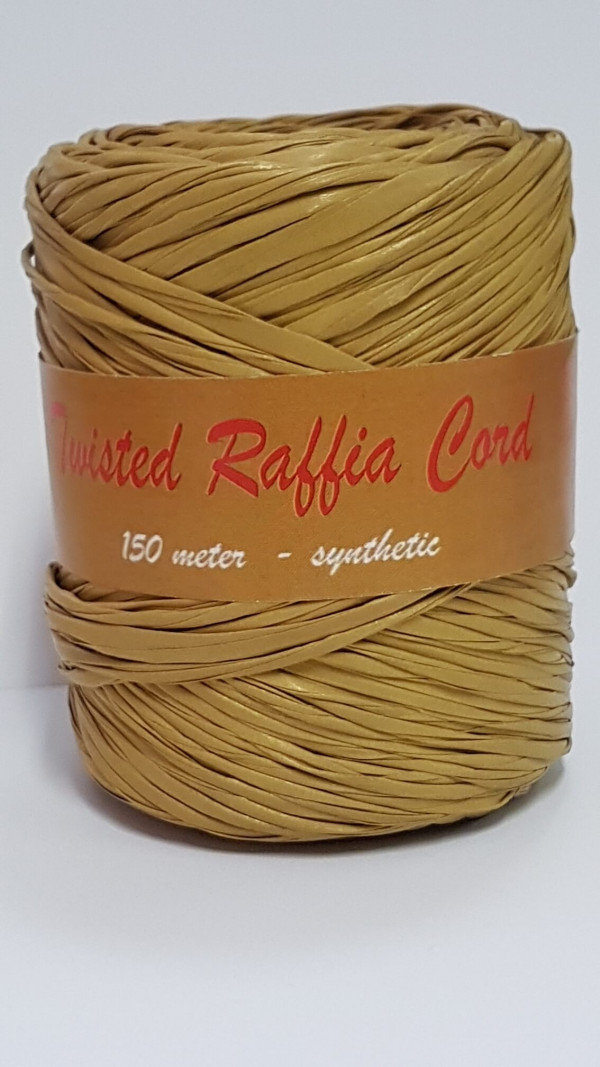 Twisted Raffia Cord
150 meter - synthetic